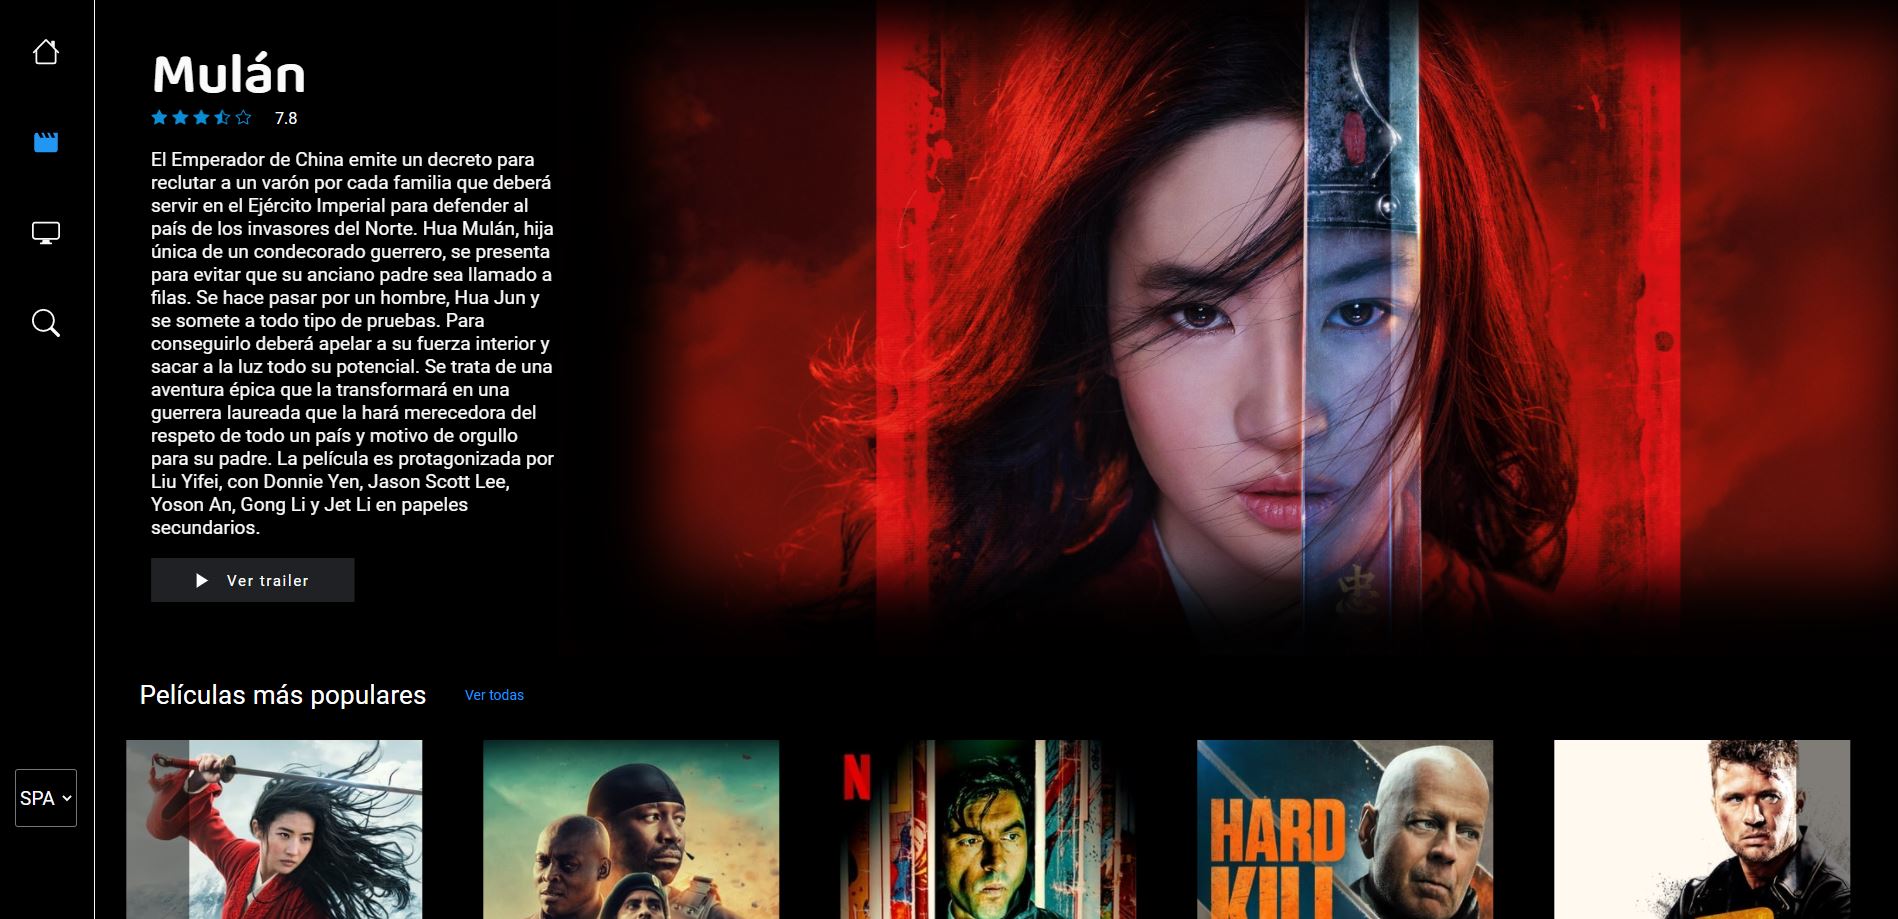 Mulán
7.8
El Emperador de China emite un decreto para
reclutar a un varón por cada familia que deberá
servir en el Ejército Imperial para defender al
país de los invasores del Norte. Hua Mulán, hija
única de un condecorado guerrero, se presenta
para evitar que su anciano padre sea llamado a
filas. Se hace pasar por un hombre, Hua Jun y
se somete a todo tipo de pruebas. Para
conseguirlo deberá apelar a su fuerza interior y
sacar a la luz todo su potencial. Se trata de una
aventura épica que la transformará en una
guerrera laureada que la hará merecedora del
respeto de todo un país y motivo de orgullo
para su padre. La película es protagonizada por
Liu Yifei, con Donnie Yen, Jason Scott Lee,
Yoson An, Gong Li y Jet Li en papeles
secundarios.
Ver trailer
忠
Películas más populares
Ver todas
SPA
N
HARD
KILL